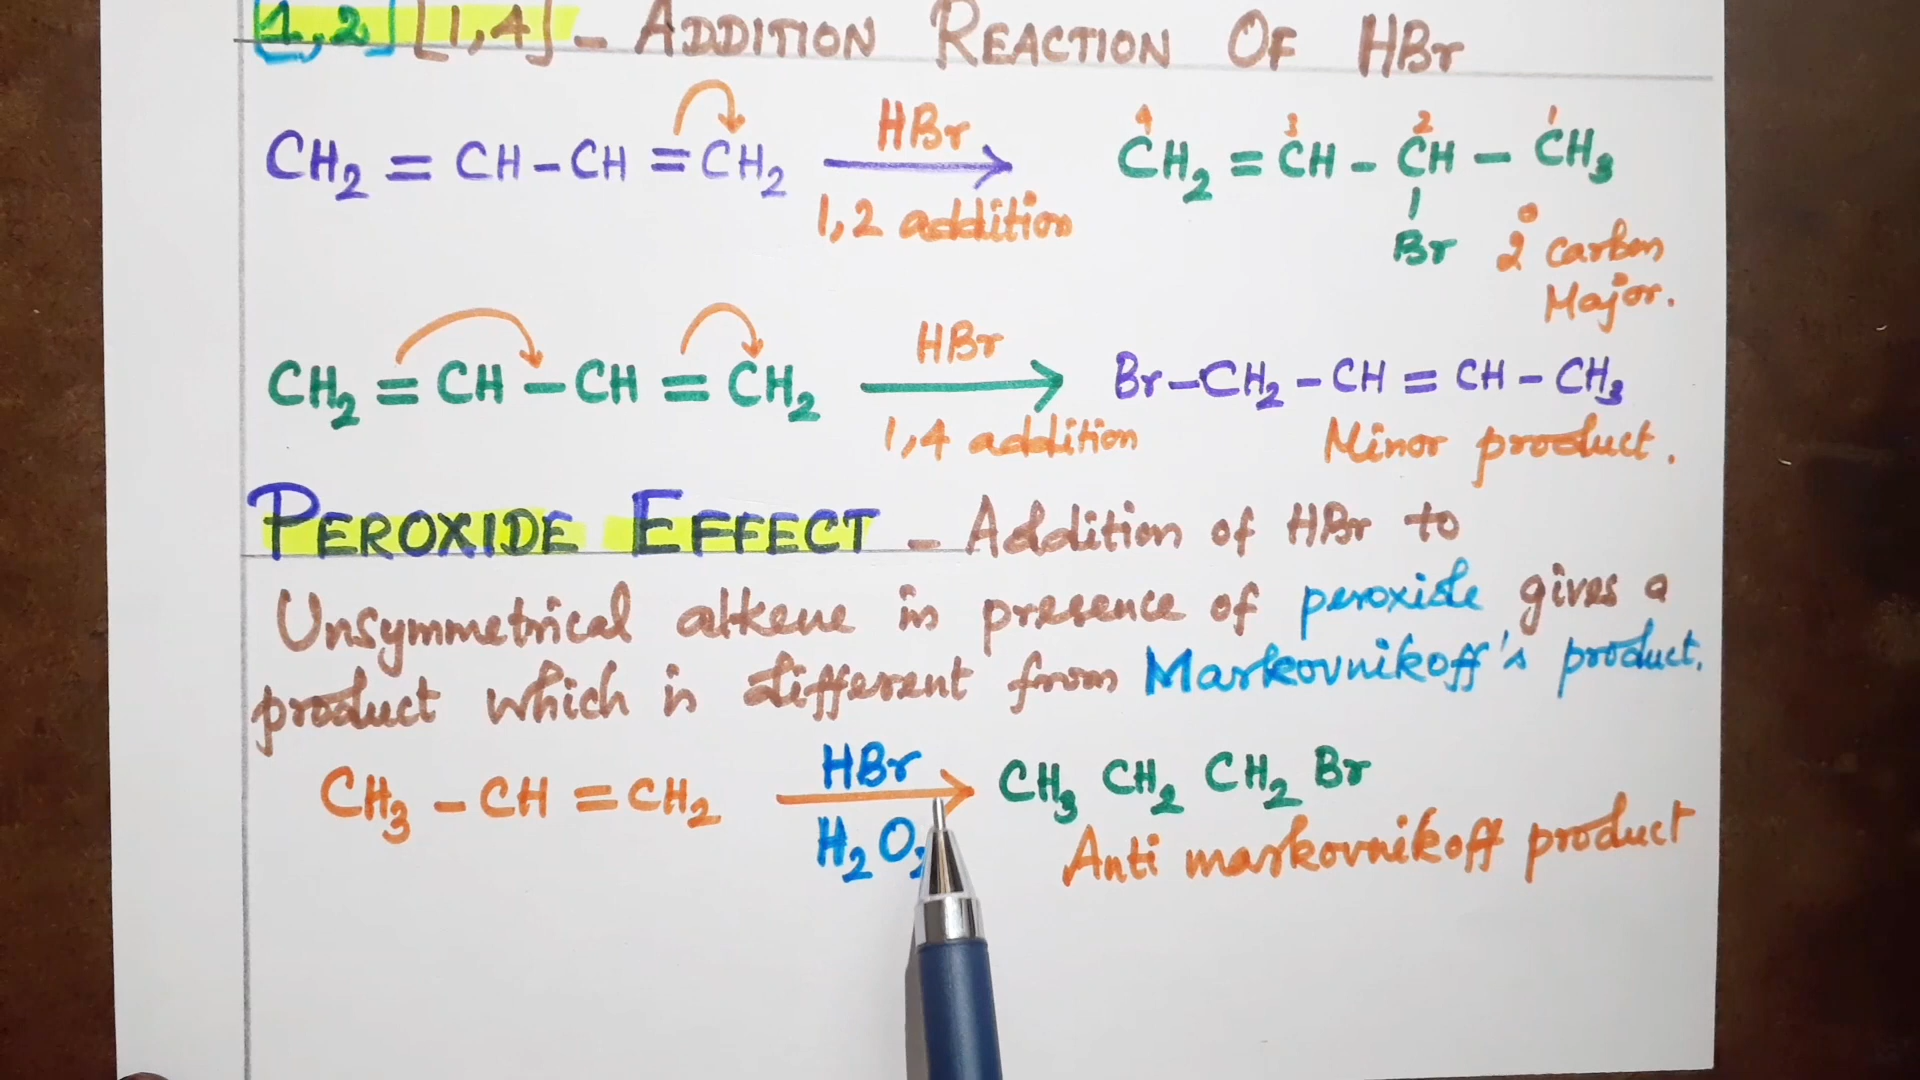 [1,2] [1,4] - ADDITION REACTION OF HBr
CH₂ = CH - CH = CH₂ HBr 1,2 addition ⁴CH₂ = ³CH - ²CH - ¹CH₃
Br 2° carbon
Major.
CH₂ = CH - CH = CH₂ HBr 1,4 addition Br - CH₂ - CH = CH - CH₃
Minor product.
PEROXIDE EFFECT - Addition of HBr to
Unsymmetrical alkene in presence of peroxide gives a
product which is different from Markovnikoff's product.
CH₃ - CH = CH₂ HBr H₂O₂ CH₃ CH₂ CH₂ Br
Anti markovnikoff product